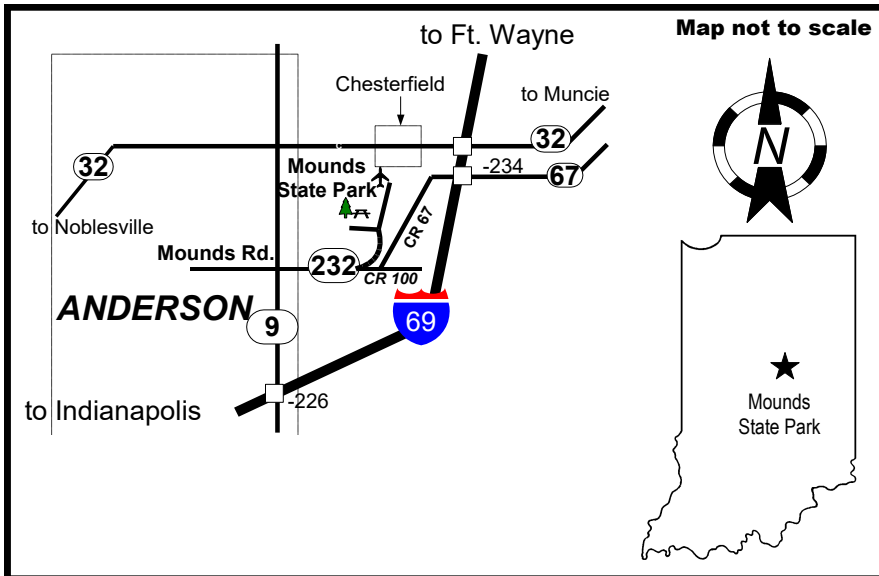 to Ft. Wayne
Map not to scale
Chesterfield
to Muncie
32
32
-234
67
Mounds
State Park
to Noblesville
CR 67
Mounds Rd.
232
CR 100
ANDERSON
9
69
to Indianapolis
-226
N
Mounds
State Park